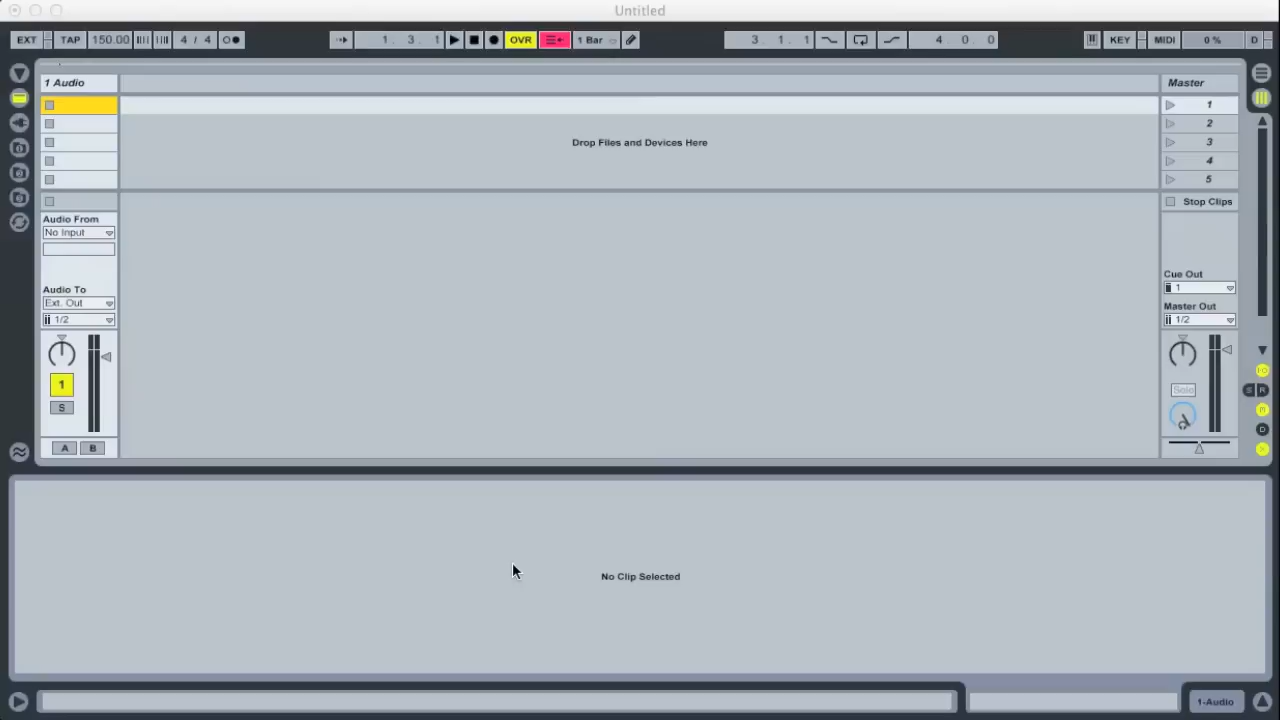 Untitled
EXT TAP 150.00 4 / 4 1. 3. 1 OVR 1 Bar 3. 1. 1 4. 0. 0 KEY MIDI 0 % D
1 Audio Master
1
2
Drop Files and Devices Here 3
4
5
Stop Clips
Audio From
No Input
Cue Out
1
Audio To
Ext. Out
Master Out
1/2 1/2
1
Solo
S
S R
D
A B
No Clip Selected
1-Audio